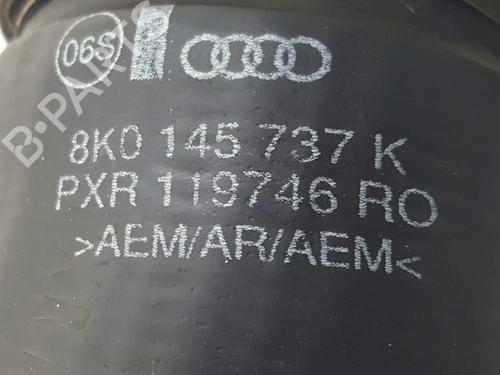 06S
8K0 145 737 K
PXR 119746 RO
>AEM/AR/AEM<
B-PARTS